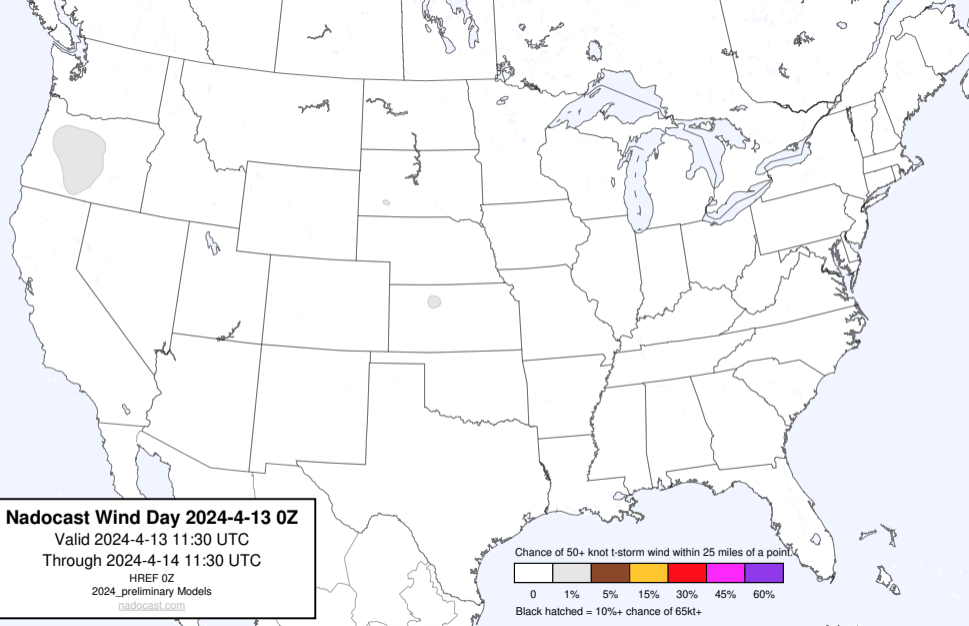 Nadocast Wind Day 2024-4-13 0Z
Valid 2024-4-13 11:30 UTC
Through 2024-4-14 11:30 UTC
HREF 0Z
2024_preliminary Models
nadocast.com
Chance of 50+ knot t-storm wind within 25 miles of a point.
0 1% 5% 15% 30% 45% 60%
Black hatched = 10%+ chance of 65kt+